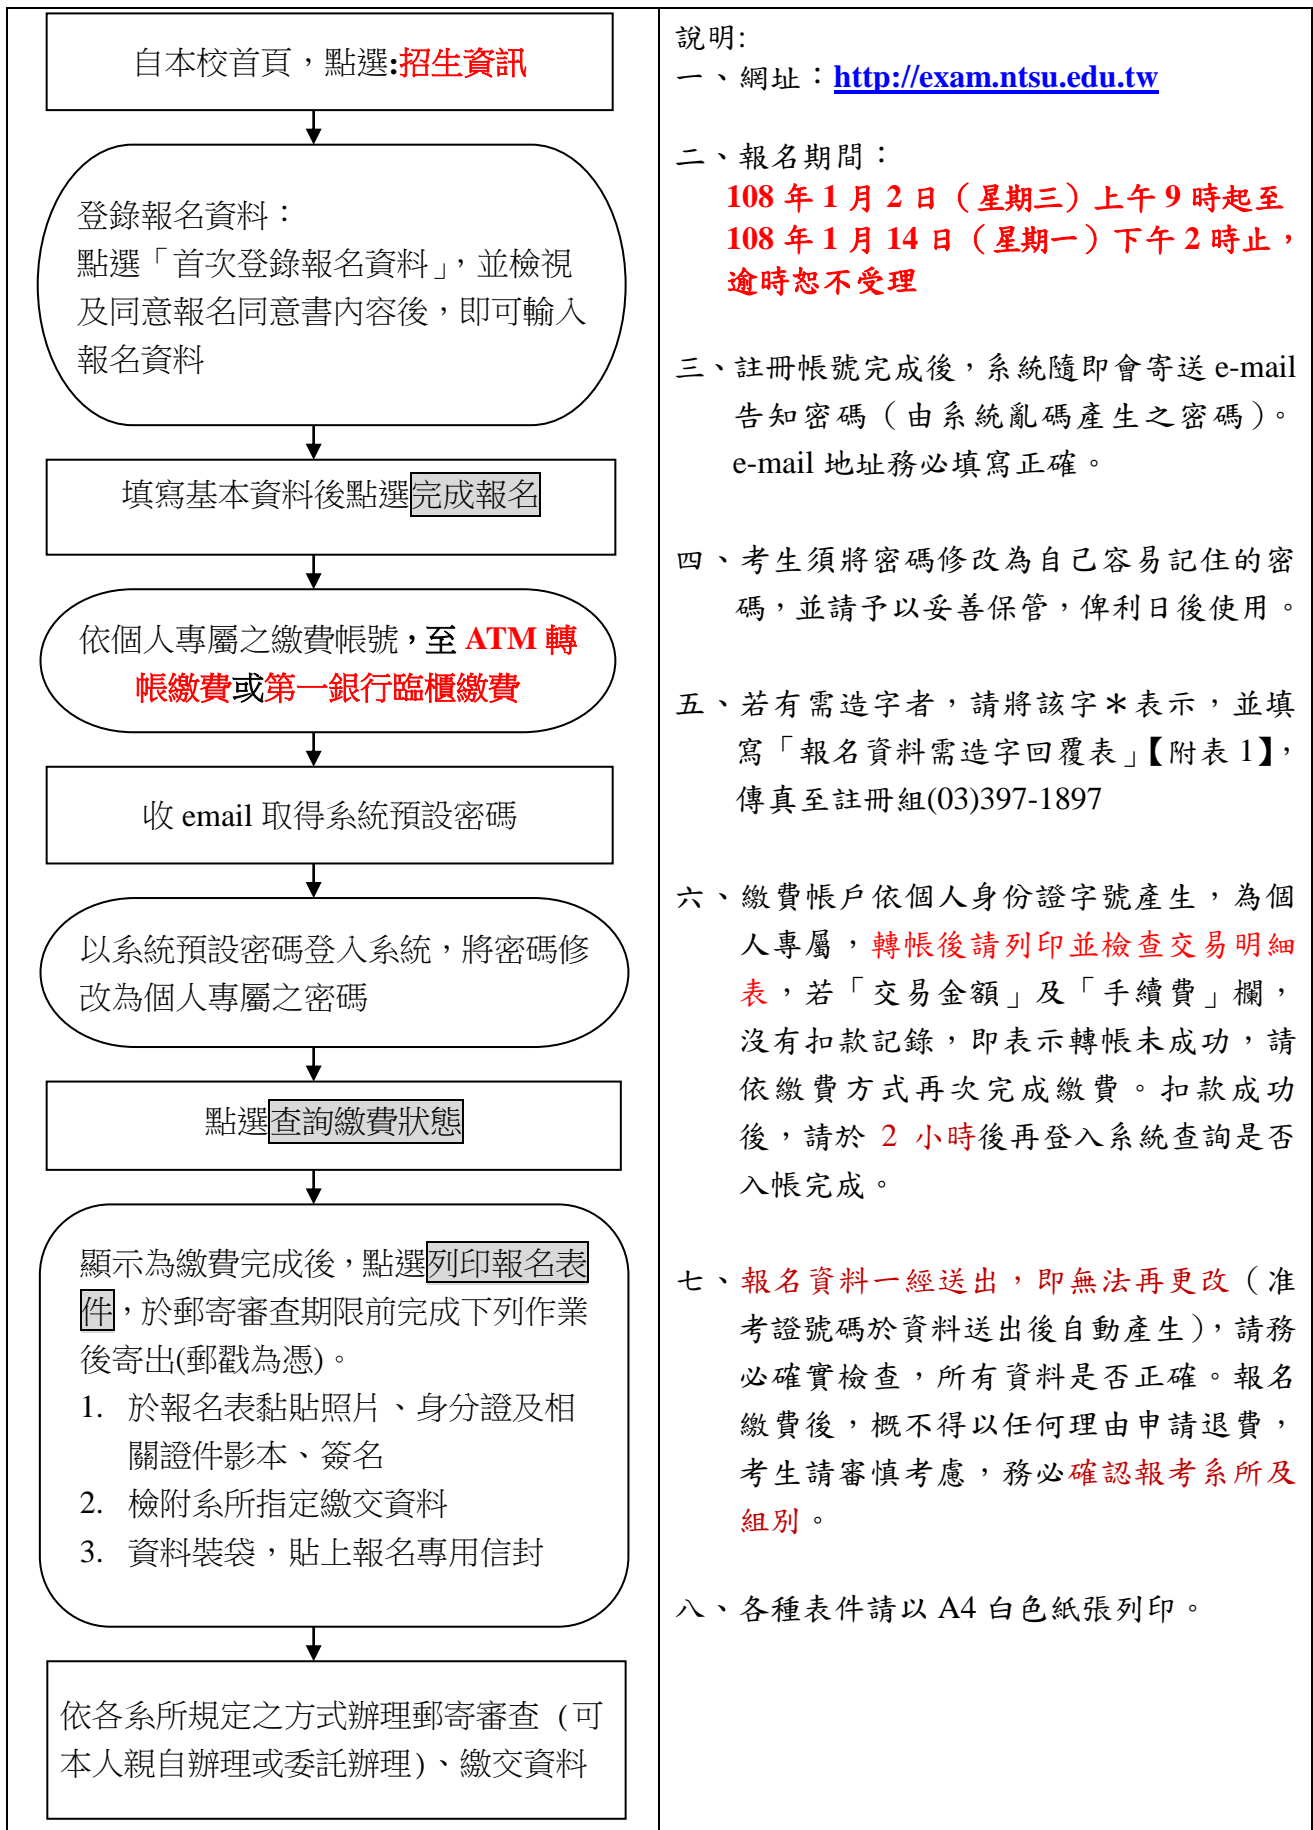 自本校首頁，點選:招生資訊
登錄報名資料：
點選「首次登錄報名資料」，並檢視
及同意報名同意書內容後，即可輸入
報名資料
填寫基本資料後點選完成報名
依個人專屬之繳費帳號，至 ATM 轉
帳繳費或第一銀行臨櫃繳費
收 email 取得系統預設密碼
以系統預設密碼登入系統，將密碼修
改為個人專屬之密碼
點選查詢繳費狀態
顯示為繳費完成後，點選列印報名表
件，於郵寄審查期限前完成下列作業
後寄出(郵戳為憑)。
1. 於報名表黏貼照片、身分證及相
關證件影本、簽名
2. 檢附系所指定繳交資料
3. 資料裝袋，貼上報名專用信封
依各系所規定之方式辦理郵寄審查 (可
本人親自辦理或委託辦理)、繳交資料
說明:
一、網址：http://exam.ntsu.edu.tw
二、報名期間：
108 年 1 月 2 日（星期三）上午 9 時起至
108 年 1 月 14 日（星期一）下午 2 時止，
逾時恕不受理
三、註冊帳號完成後，系統隨即會寄送 e-mail
告知密碼（由系統亂碼產生之密碼）。
e-mail 地址務必填寫正確。
四、考生須將密碼修改為自己容易記住的密
碼，並請予以妥善保管，俾利日後使用。
五、若有需造字者，請將該字＊表示，並填
寫「報名資料需造字回覆表」【附表 1】，
傳真至註冊組(03)397-1897
六、繳費帳戶依個人身份證字號產生，為個
人專屬，轉帳後請列印並檢查交易明細
表，若「交易金額」及「手續費」欄，
沒有扣款記錄，即表示轉帳未成功，請
依繳費方式再次完成繳費。扣款成功
後，請於 2 小時後再登入系統查詢是否
入帳完成。
七、報名資料一經送出，即無法再更改（准
考證號碼於資料送出後自動產生），請務
必確實檢查，所有資料是否正確。報名
繳費後，概不得以任何理由申請退費，
考生請審慎考慮，務必確認報考系所及
組別。
八、各種表件請以 A4 白色紙張列印。